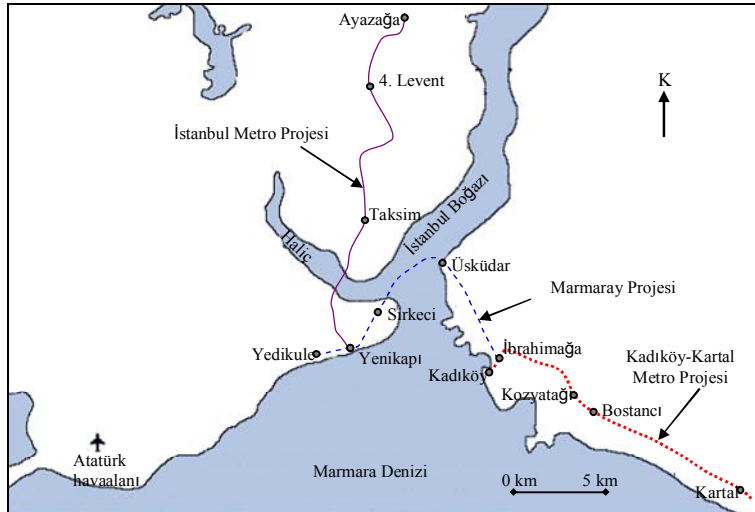 Ayazağa
K
4. Levent
İstanbul Metro Projesi
Taksim
İstanbul Boğazı
Haliç
Üsküdar
Marmaray Projesi
Sirkeci
Yedikule
Yenikapı
İbrahimağa
Kadıköy
Kadıköy-Kartal
Metro Projesi
Kozyatağı
Bostancı
Atatürk
havaalanı
Marmara Denizi
0 km 5 km
Kartal